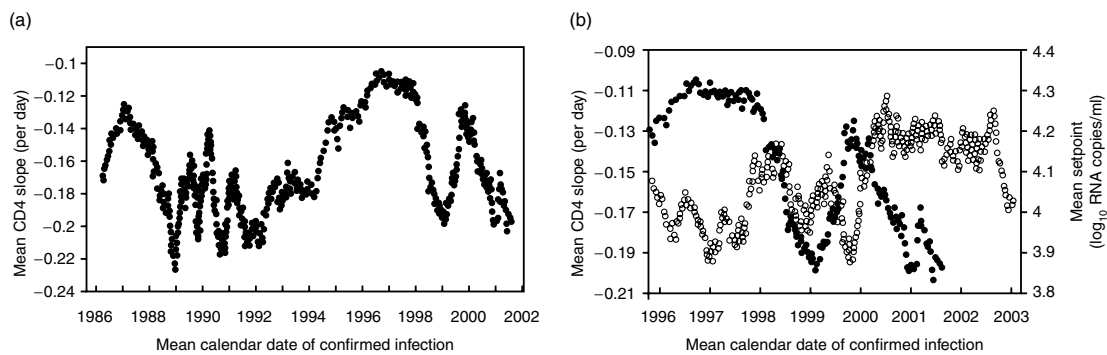 (a)
−0.1
−0.12
−0.14
−0.16
−0.18
−0.2
−0.22
−0.24
Mean CD4 slope (per day)
1986 1988 1990 1992 1994 1996 1998 2000 2002
Mean calendar date of confirmed infection
(b)
−0.09
−0.11
−0.13
−0.15
−0.17
−0.19
−0.21
Mean CD4 slope (per day)
4.4
4.3
4.2
4.1
4
3.9
3.8
Mean setpoint
(log₁₀ RNA copies/ml)
1996 1997 1998 1999 2000 2001 2002 2003
Mean calendar date of confirmed infection